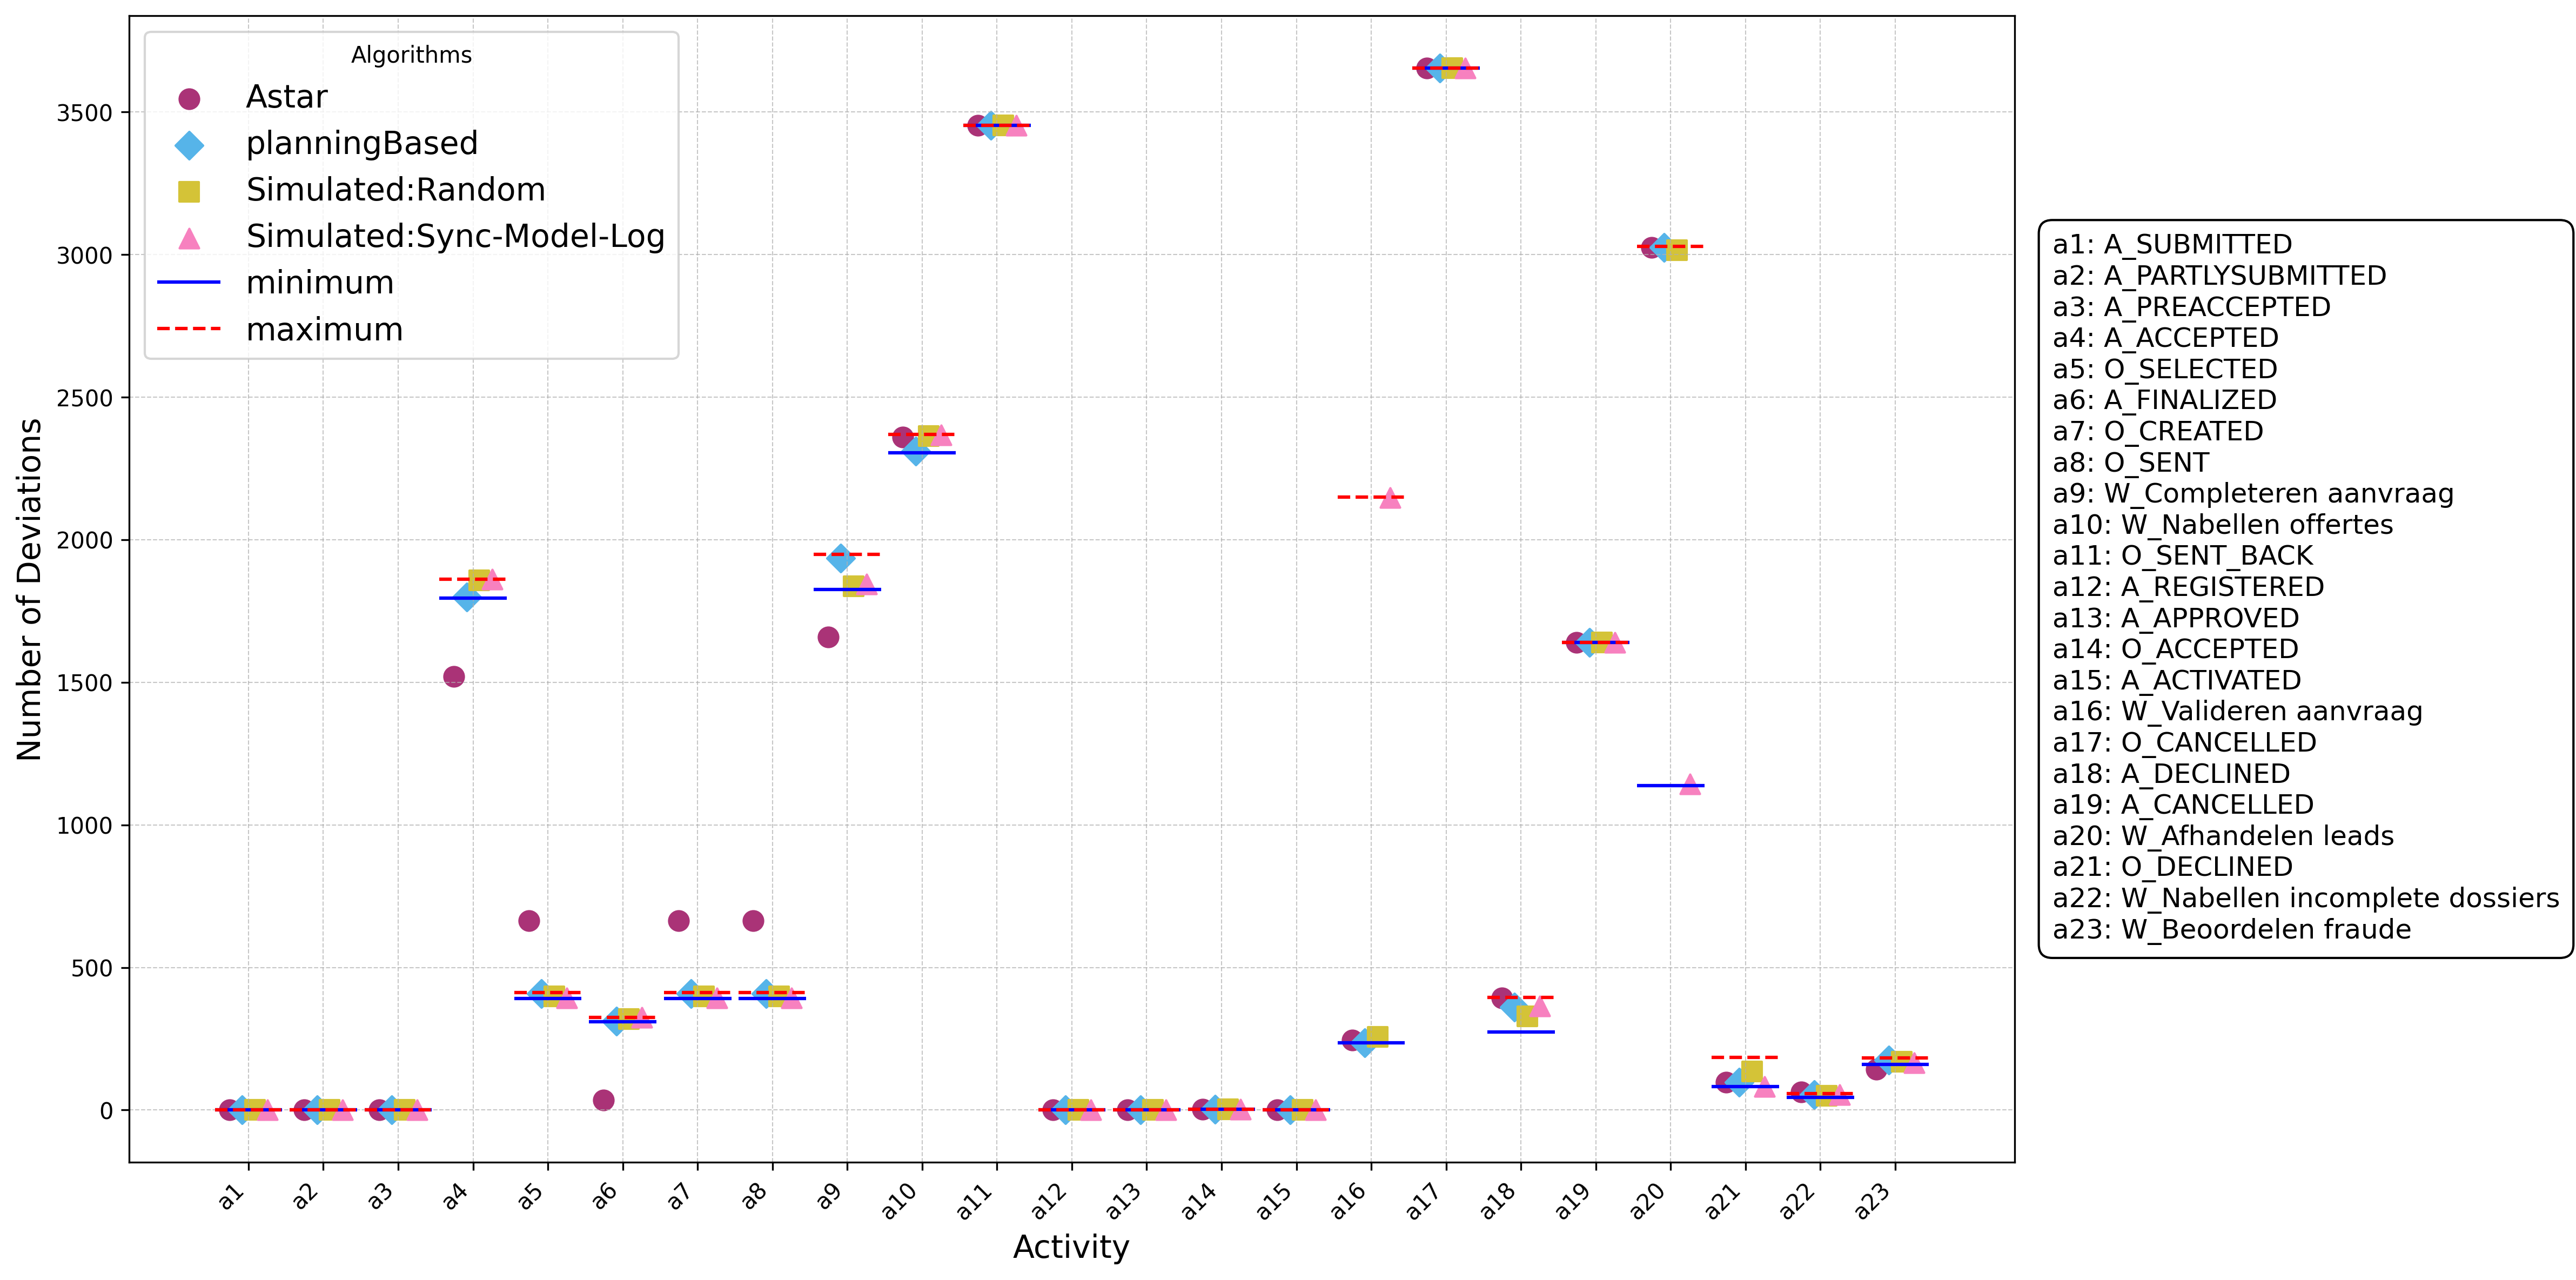 Algorithms
Astar
planningBased
Simulated:Random
Simulated:Sync-Model-Log
minimum
maximum
Number of Deviations
3500
3000
2500
2000
1500
1000
500
0
a1
a2
a3
a4
a5
a6
a7
a8
a9
a10
a11
a12
a13
a14
a15
a16
a17
a18
a19
a20
a21
a22
a23
Activity
a1: A_SUBMITTED
a2: A_PARTLYSUBMITTED
a3: A_PREACCEPTED
a4: A_ACCEPTED
a5: O_SELECTED
a6: A_FINALIZED
a7: O_CREATED
a8: O_SENT
a9: W_Completeren aanvraag
a10: W_Nabellen offertes
a11: O_SENT_BACK
a12: A_REGISTERED
a13: A_APPROVED
a14: O_ACCEPTED
a15: A_ACTIVATED
a16: W_Valideren aanvraag
a17: O_CANCELLED
a18: A_DECLINED
a19: A_CANCELLED
a20: W_Afhandelen leads
a21: O_DECLINED
a22: W_Nabellen incomplete dossiers
a23: W_Beoordelen fraude